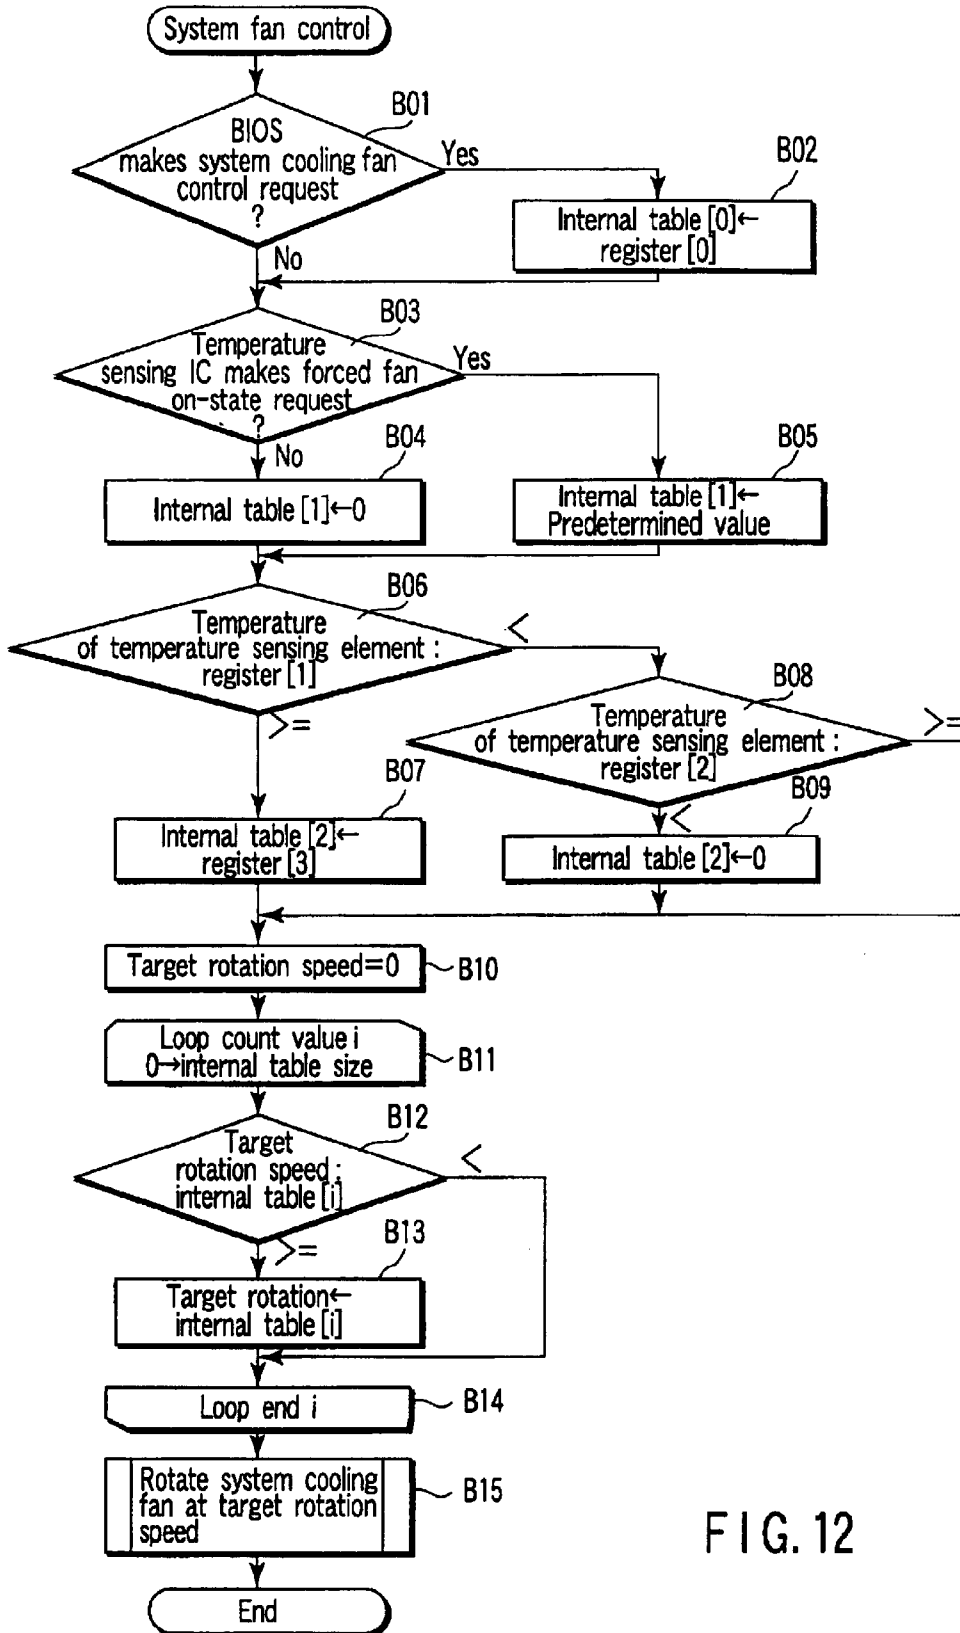 System fan control
B01
BIOS
makes system cooling fan
control request
?
Yes
No
B02
Internal table [0]←
register [0]
B03
Temperature
sensing IC makes forced fan
on-state request
?
Yes
No
B04
Internal table [1]←0
B05
Internal table [1]←
Predetermined value
B06
Temperature
of temperature sensing element :
register [1]
<
>=
B08
Temperature
of temperature sensing element :
register [2]
>=
<
B07
Internal table [2]←
register [3]
B09
Internal table [2]←0
Target rotation speed=0
B10
Loop count value i
0→internal table size
B11
B12
Target
rotation speed :
internal table [i]
<
>=
B13
Target rotation←
internal table [i]
Loop end i
B14
Rotate system cooling
fan at target rotation
speed
B15
End
FIG. 12